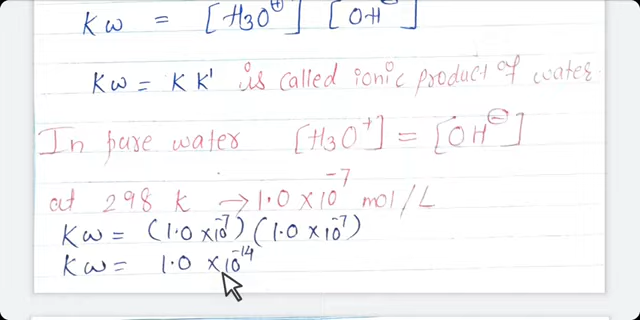 Kw = [H3O⊕] [OH⊖]
Kw = K K' is called ionic product of water
In pure water [H3O+] = [OH⊖]
at 298 K → 1.0 × 10⁻⁷ mol/L
Kw = (1.0 × 10⁻⁷) (1.0 × 10⁻⁷)
Kw = 1.0 × 10⁻¹⁴